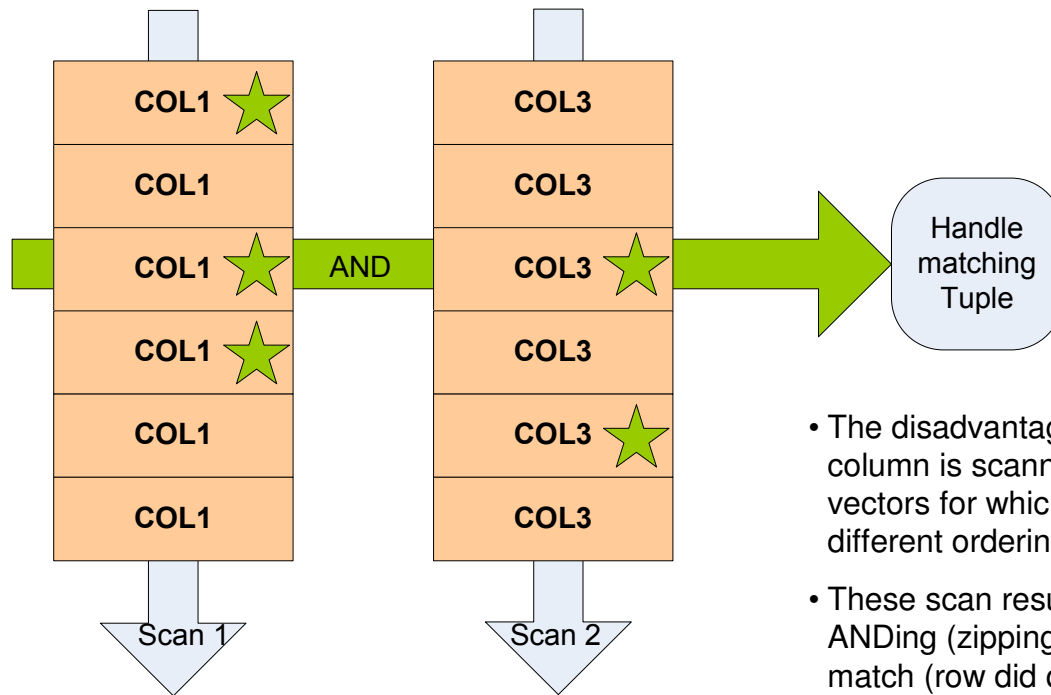 COL1
COL1
COL1
COL1
COL1
COL1
Scan 1
AND
COL3
COL3
COL3
COL3
COL3
COL3
Scan 2
Handle
matching
Tuple
• The disadvantag
column is scann
vectors for whic
different orderin
• These scan resu
ANDing (zipping
match (row did